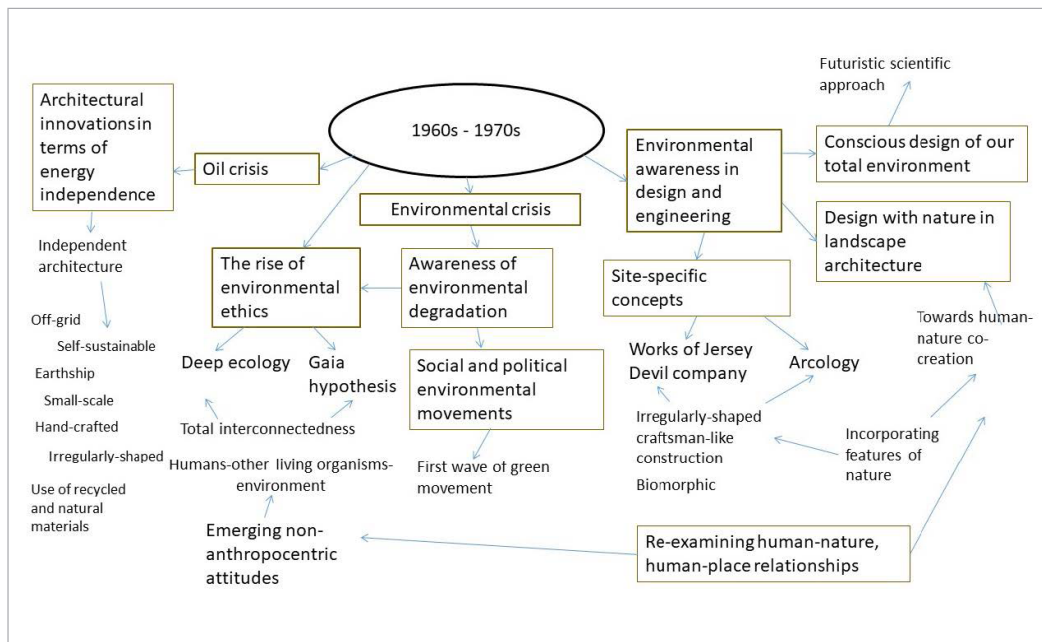 1960s - 1970s
Architectural
innovations in
terms of
energy
independence
Oil crisis
Independent
architecture
Off-grid
Self-sustainable
Earthship
Small-scale
Hand-crafted
Irregularly-shaped
Use of recycled
and natural
materials
The rise of
environmental
ethics
Deep ecology
Gaia
hypothesis
Total interconnectedness
Humans-other living organisms-
environment
Emerging non-
anthropocentric
attitudes
Environmental crisis
Awareness of
environmental
degradation
Social and political
environmental
movements
First wave of green
movement
Environmental
awareness in
design and
engineering
Site-specific
concepts
Works of Jersey
Devil company
Arcology
Irregularly-shaped
craftsman-like
construction
Biomorphic
Incorporating
features of
nature
Re-examining human-nature,
human-place relationships
Futuristic scientific
approach
Conscious design of our
total environment
Design with nature in
landscape
architecture
Towards human-
nature co-
creation